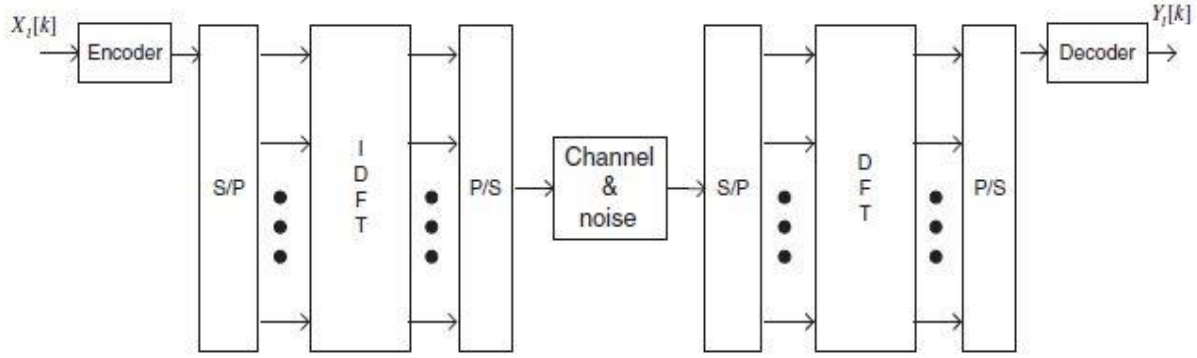 X_l[k]
Encoder
S/P
I
D
F
T
P/S
Channel
&
noise
S/P
D
F
T
P/S
Decoder
Y_l[k]